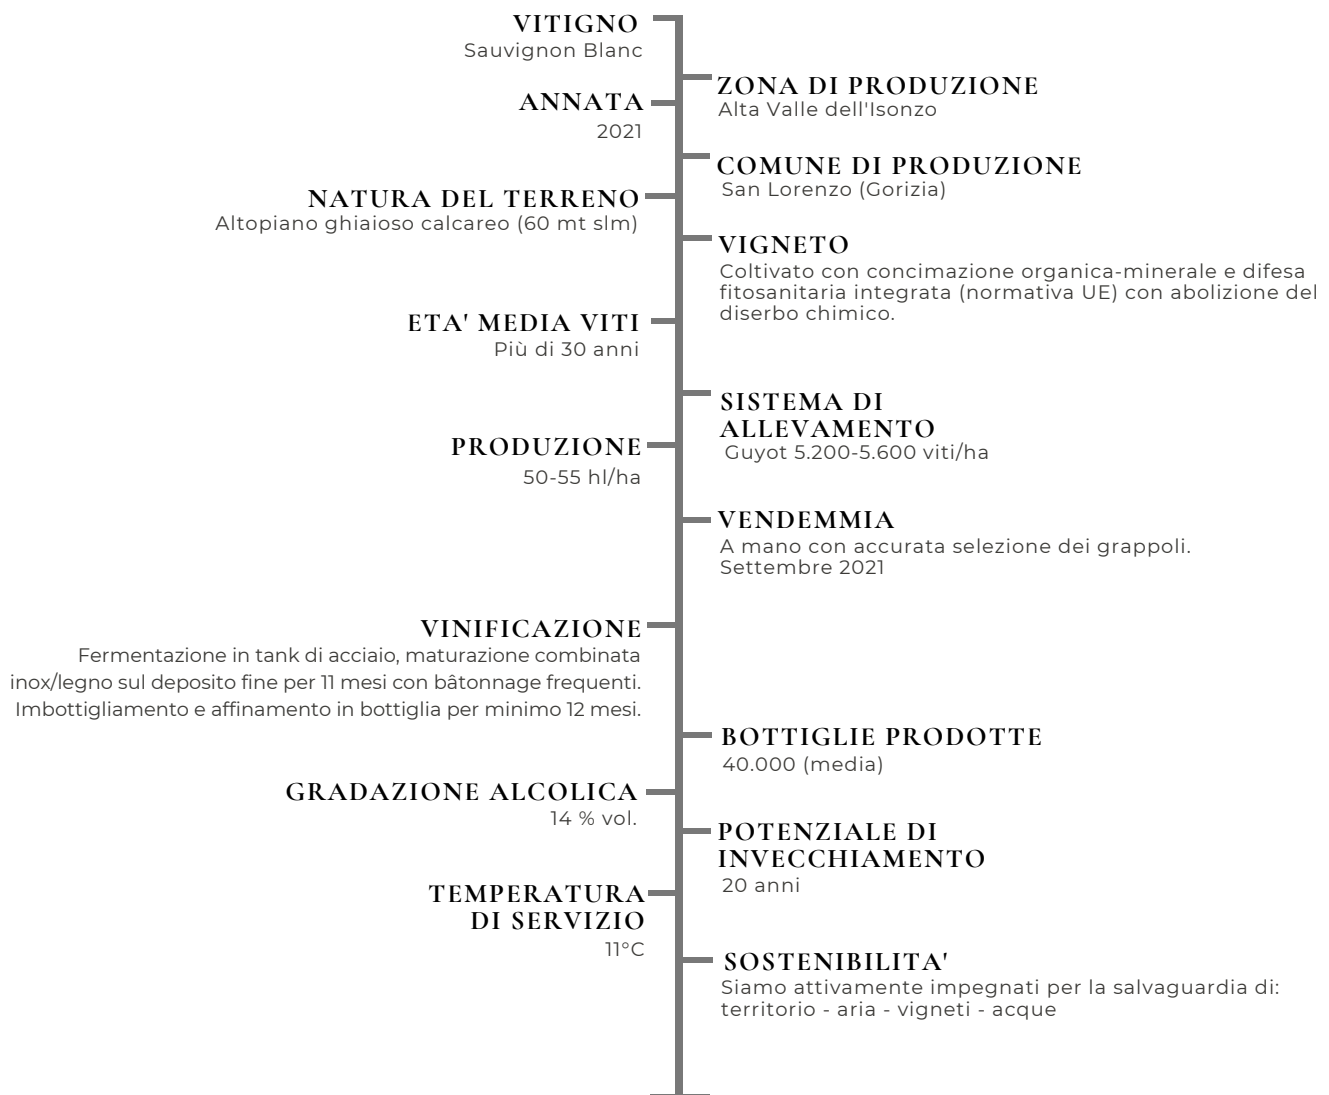 VITIGNO
Sauvignon Blanc
ZONA DI PRODUZIONE
Alta Valle dell'Isonzo
ANNATA
2021
COMUNE DI PRODUZIONE
San Lorenzo (Gorizia)
NATURA DEL TERRENO
Altopiano ghiaioso calcareo (60 mt slm)
VIGNETO
Coltivato con concimazione organica-minerale e difesa
fitosanitaria integrata (normativa UE) con abolizione del
diserbo chimico.
ETA' MEDIA VITI
Più di 30 anni
SISTEMA DI
ALLEVAMENTO
Guyot 5.200-5.600 viti/ha
PRODUZIONE
50-55 hl/ha
VENDEMMIA
A mano con accurata selezione dei grappoli.
Settembre 2021
VINIFICAZIONE
Fermentazione in tank di acciaio, maturazione combinata
inox/legno sul deposito fine per 11 mesi con bâtonnage frequenti.
Imbottigliamento e affinamento in bottiglia per minimo 12 mesi.
BOTTIGLIE PRODOTTE
40.000 (media)
GRADAZIONE ALCOLICA
14 % vol.
POTENZIALE DI
INVECCHIAMENTO
20 anni
TEMPERATURA
DI SERVIZIO
11°C
SOSTENIBILITA'
Siamo attivamente impegnati per la salvaguardia di:
territorio - aria - vigneti - acque